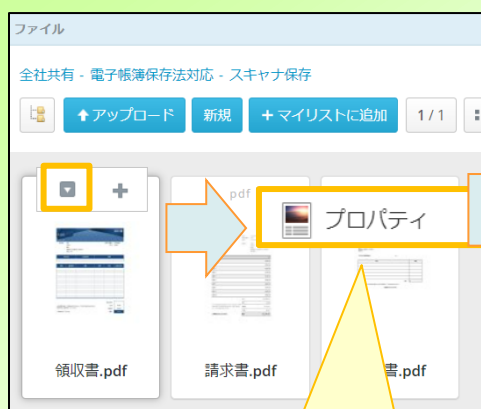 ファイル
全社共有 - 電子帳簿保存法対応 - スキャナ保存
アップロード
新規
+ マイリストに追加
1 / 1
pdf
プロパティ
領収書.pdf
請求書.pdf
書.pdf